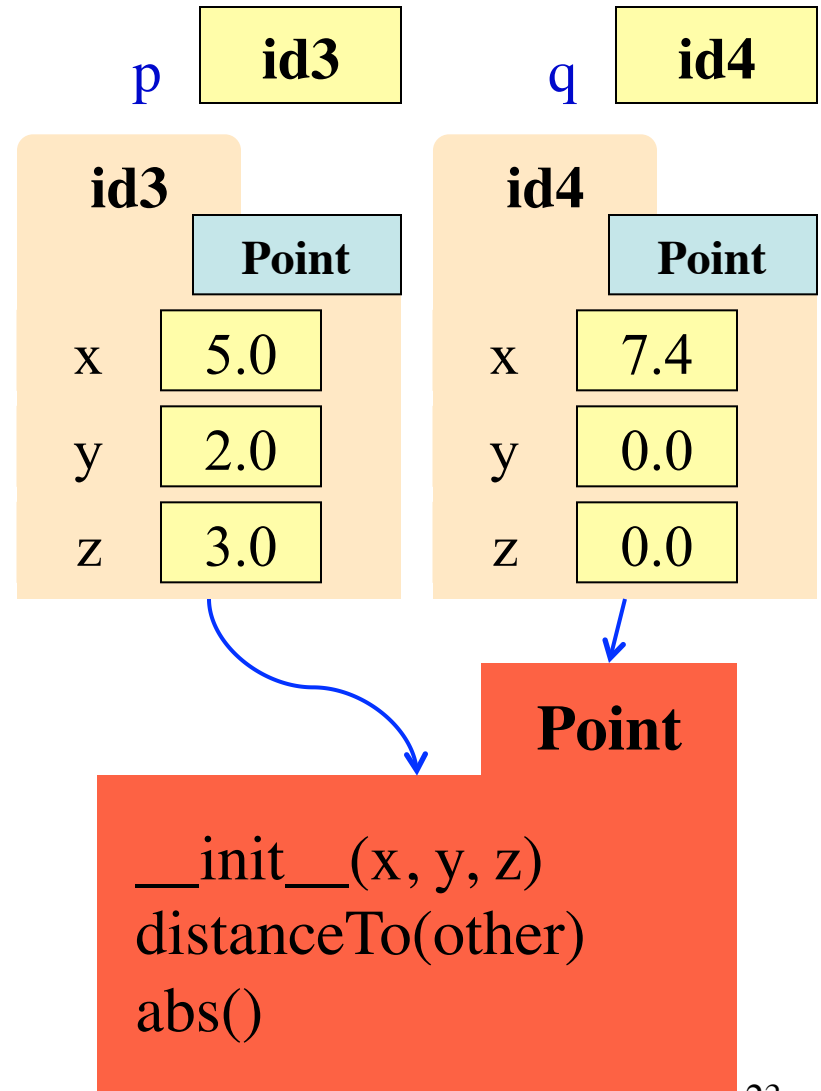 p id3
q id4
id3
Point
x 5.0
y 2.0
z 3.0
id4
Point
x 7.4
y 0.0
z 0.0
Point
__init__(x, y, z)
distanceTo(other)
abs()